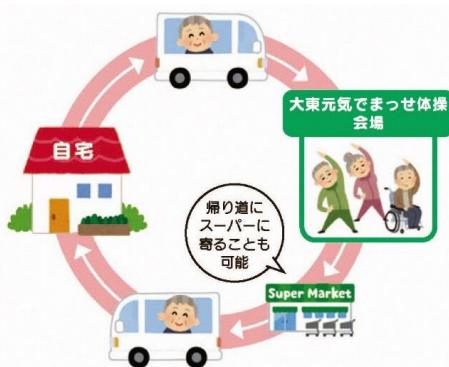 大東元気でまっせ体操
会場
自宅
帰り道に
スーパーに
寄ることも
可能
Super Market